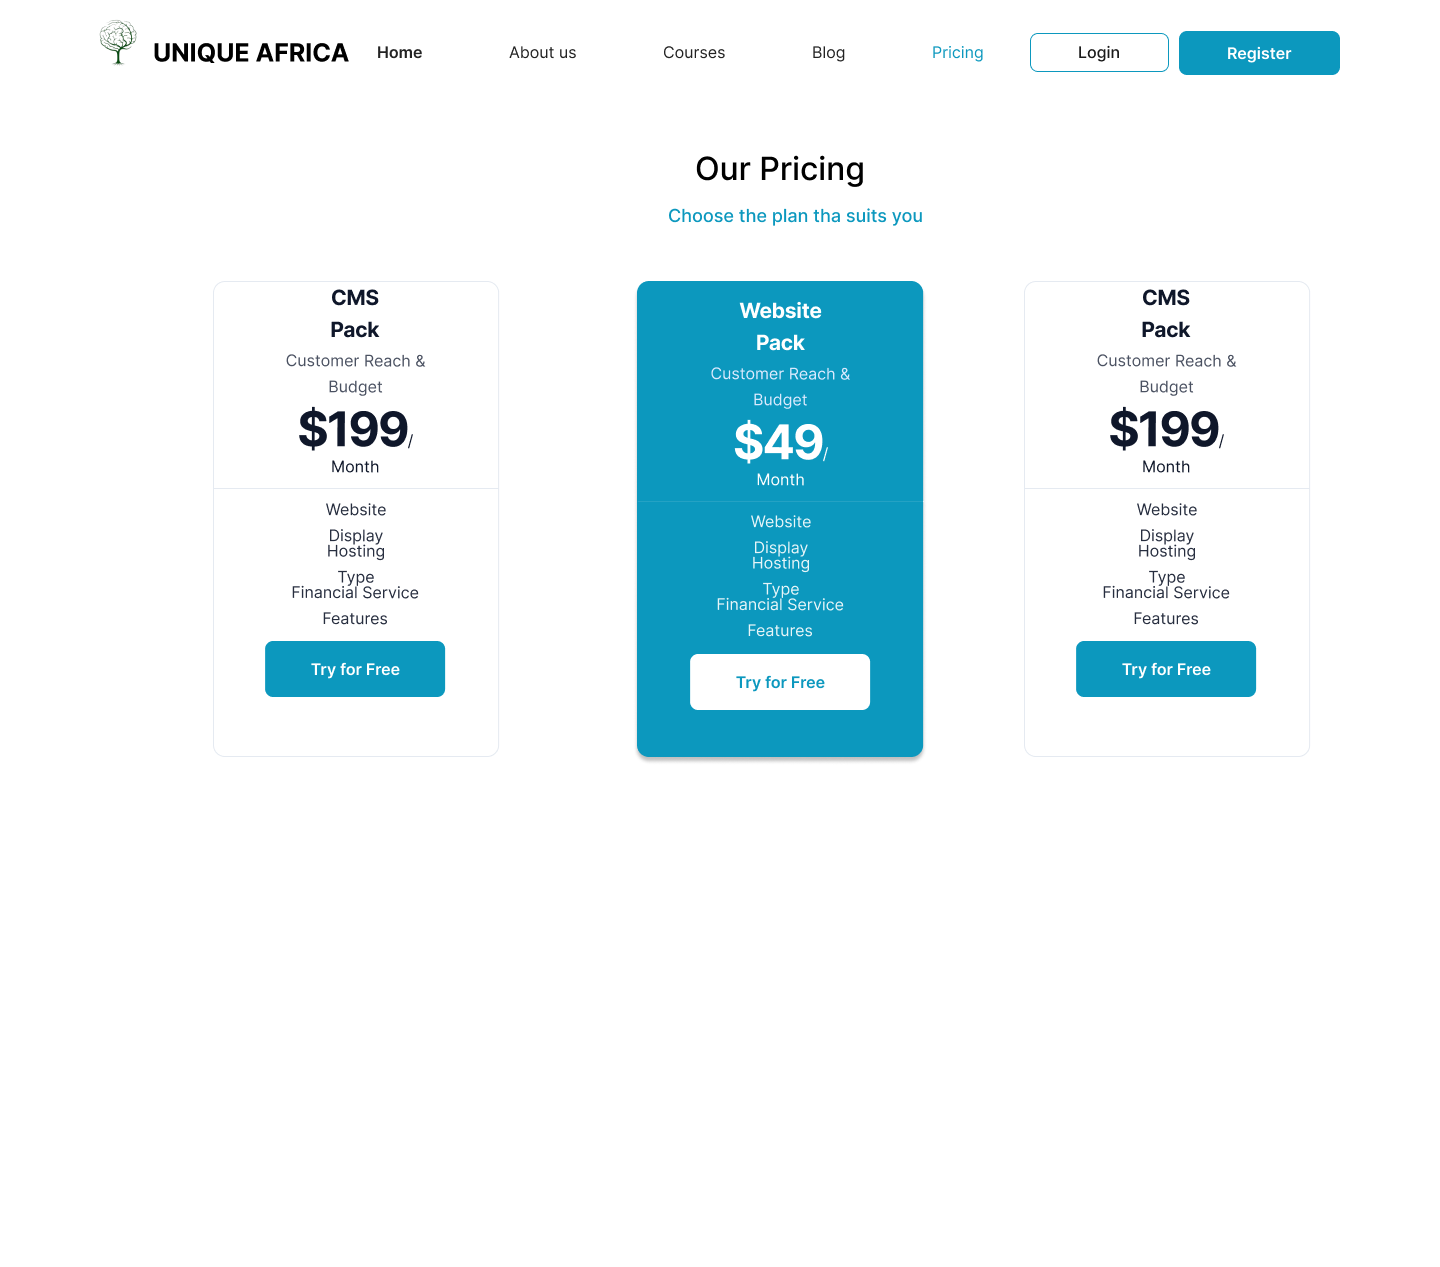 UNIQUE AFRICA
Home
About us
Courses
Blog
Pricing
Login
Register
Our Pricing
Choose the plan tha suits you
CMS
Pack
Customer Reach &
Budget
$199/
Month
Website
Display
Hosting
Type
Financial Service
Features
Try for Free
Website
Pack
Customer Reach &
Budget
$49/
Month
Website
Display
Hosting
Type
Financial Service
Features
Try for Free
CMS
Pack
Customer Reach &
Budget
$199/
Month
Website
Display
Hosting
Type
Financial Service
Features
Try for Free